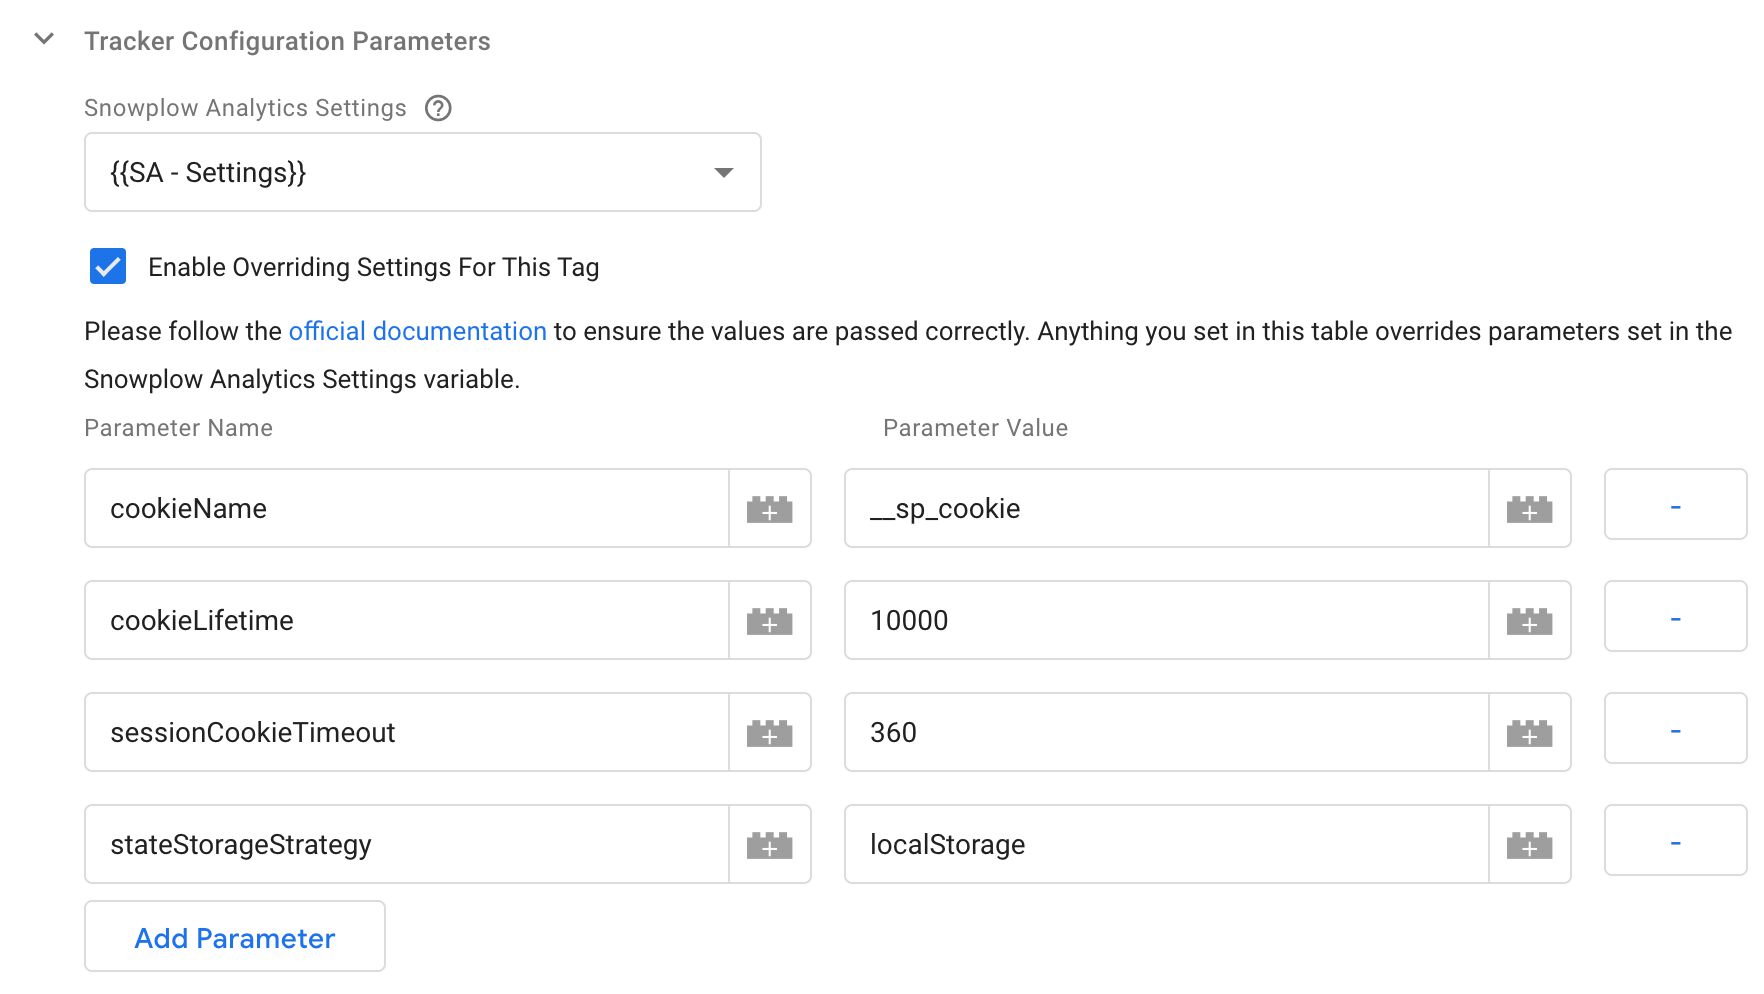 Tracker Configuration Parameters
Snowplow Analytics Settings
{{SA - Settings}}
Enable Overriding Settings For This Tag
Please follow the official documentation to ensure the values are passed correctly. Anything you set in this table overrides parameters set in the
Snowplow Analytics Settings variable.
Parameter Name Parameter Value
cookieName __sp_cookie -
cookieLifetime 10000 -
sessionCookieTimeout 360 -
stateStorageStrategy localStorage -
Add Parameter